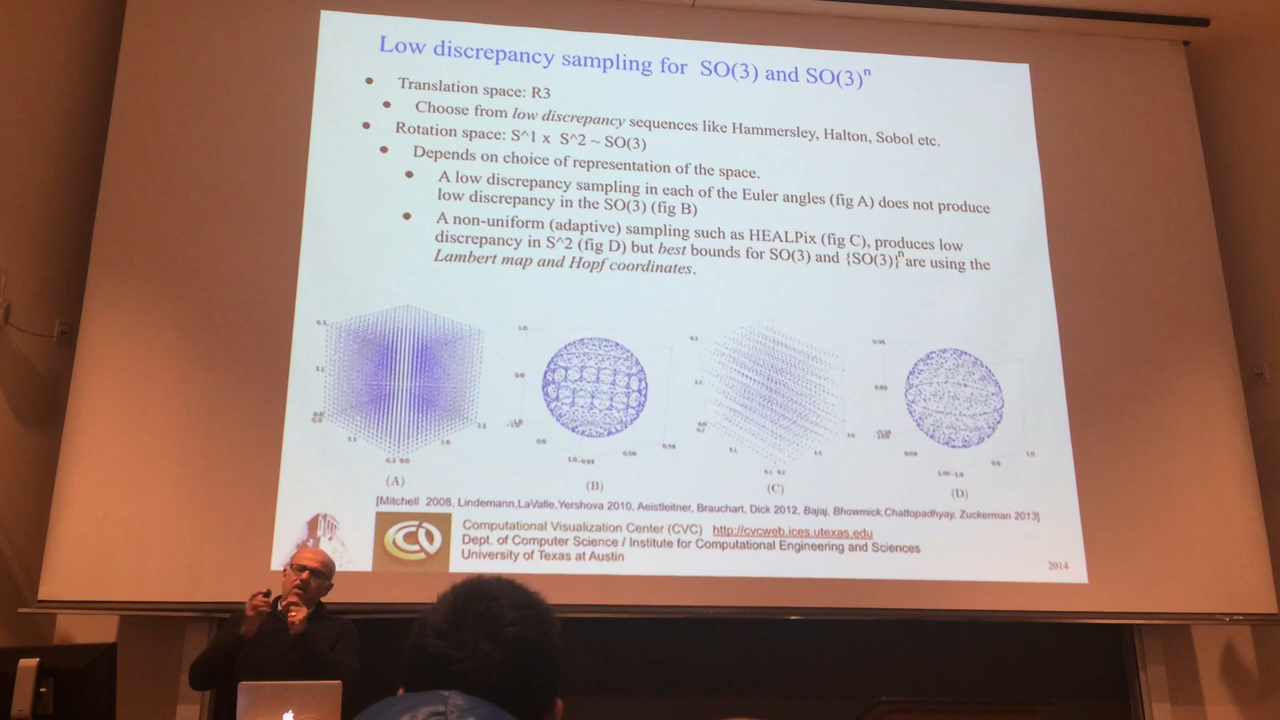 Low discrepancy sampling for SO(3) and SO(3)ⁿ
• Translation space: R3
• Choose from low discrepancy sequences like Hammersley, Halton, Sobol etc.
• Rotation space: S^1 x S^2 ~ SO(3)
• Depends on choice of representation of the space.
• A low discrepancy sampling in each of the Euler angles (fig A) does not produce
low discrepancy in the SO(3) (fig B)
• A non-uniform (adaptive) sampling such as HEALPix (fig C), produces low
discrepancy in S^2 (fig D) but best bounds for SO(3) and {SO(3)}ⁿ are using the
Lambert map and Hopf coordinates.
(A)
(B)
(C)
(D)
[Mitchell 2008, Lindemann,LaValle,Yershova 2010, Aeistleitner, Brauchart, Dick 2012, Bajaj, Bhowmick,Chattopadhyay, Zuckerman 2013]
Computational Visualization Center (CVC) http://cvcweb.ices.utexas.edu
Dept. of Computer Science / Institute for Computational Engineering and Sciences
University of Texas at Austin
2014